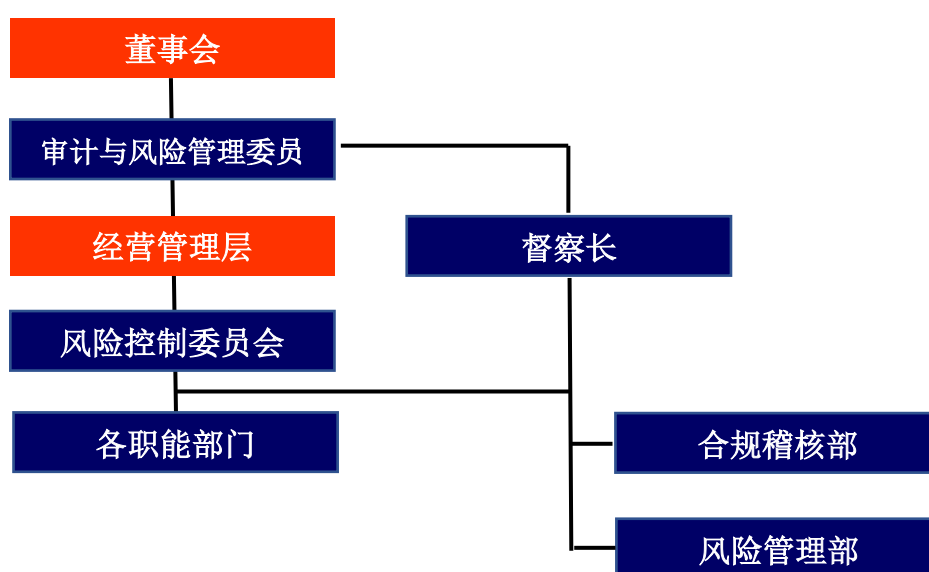 董事会
审计与风险管理委员
经营管理层
督察长
风险控制委员会
各职能部门
合规稽核部
风险管理部